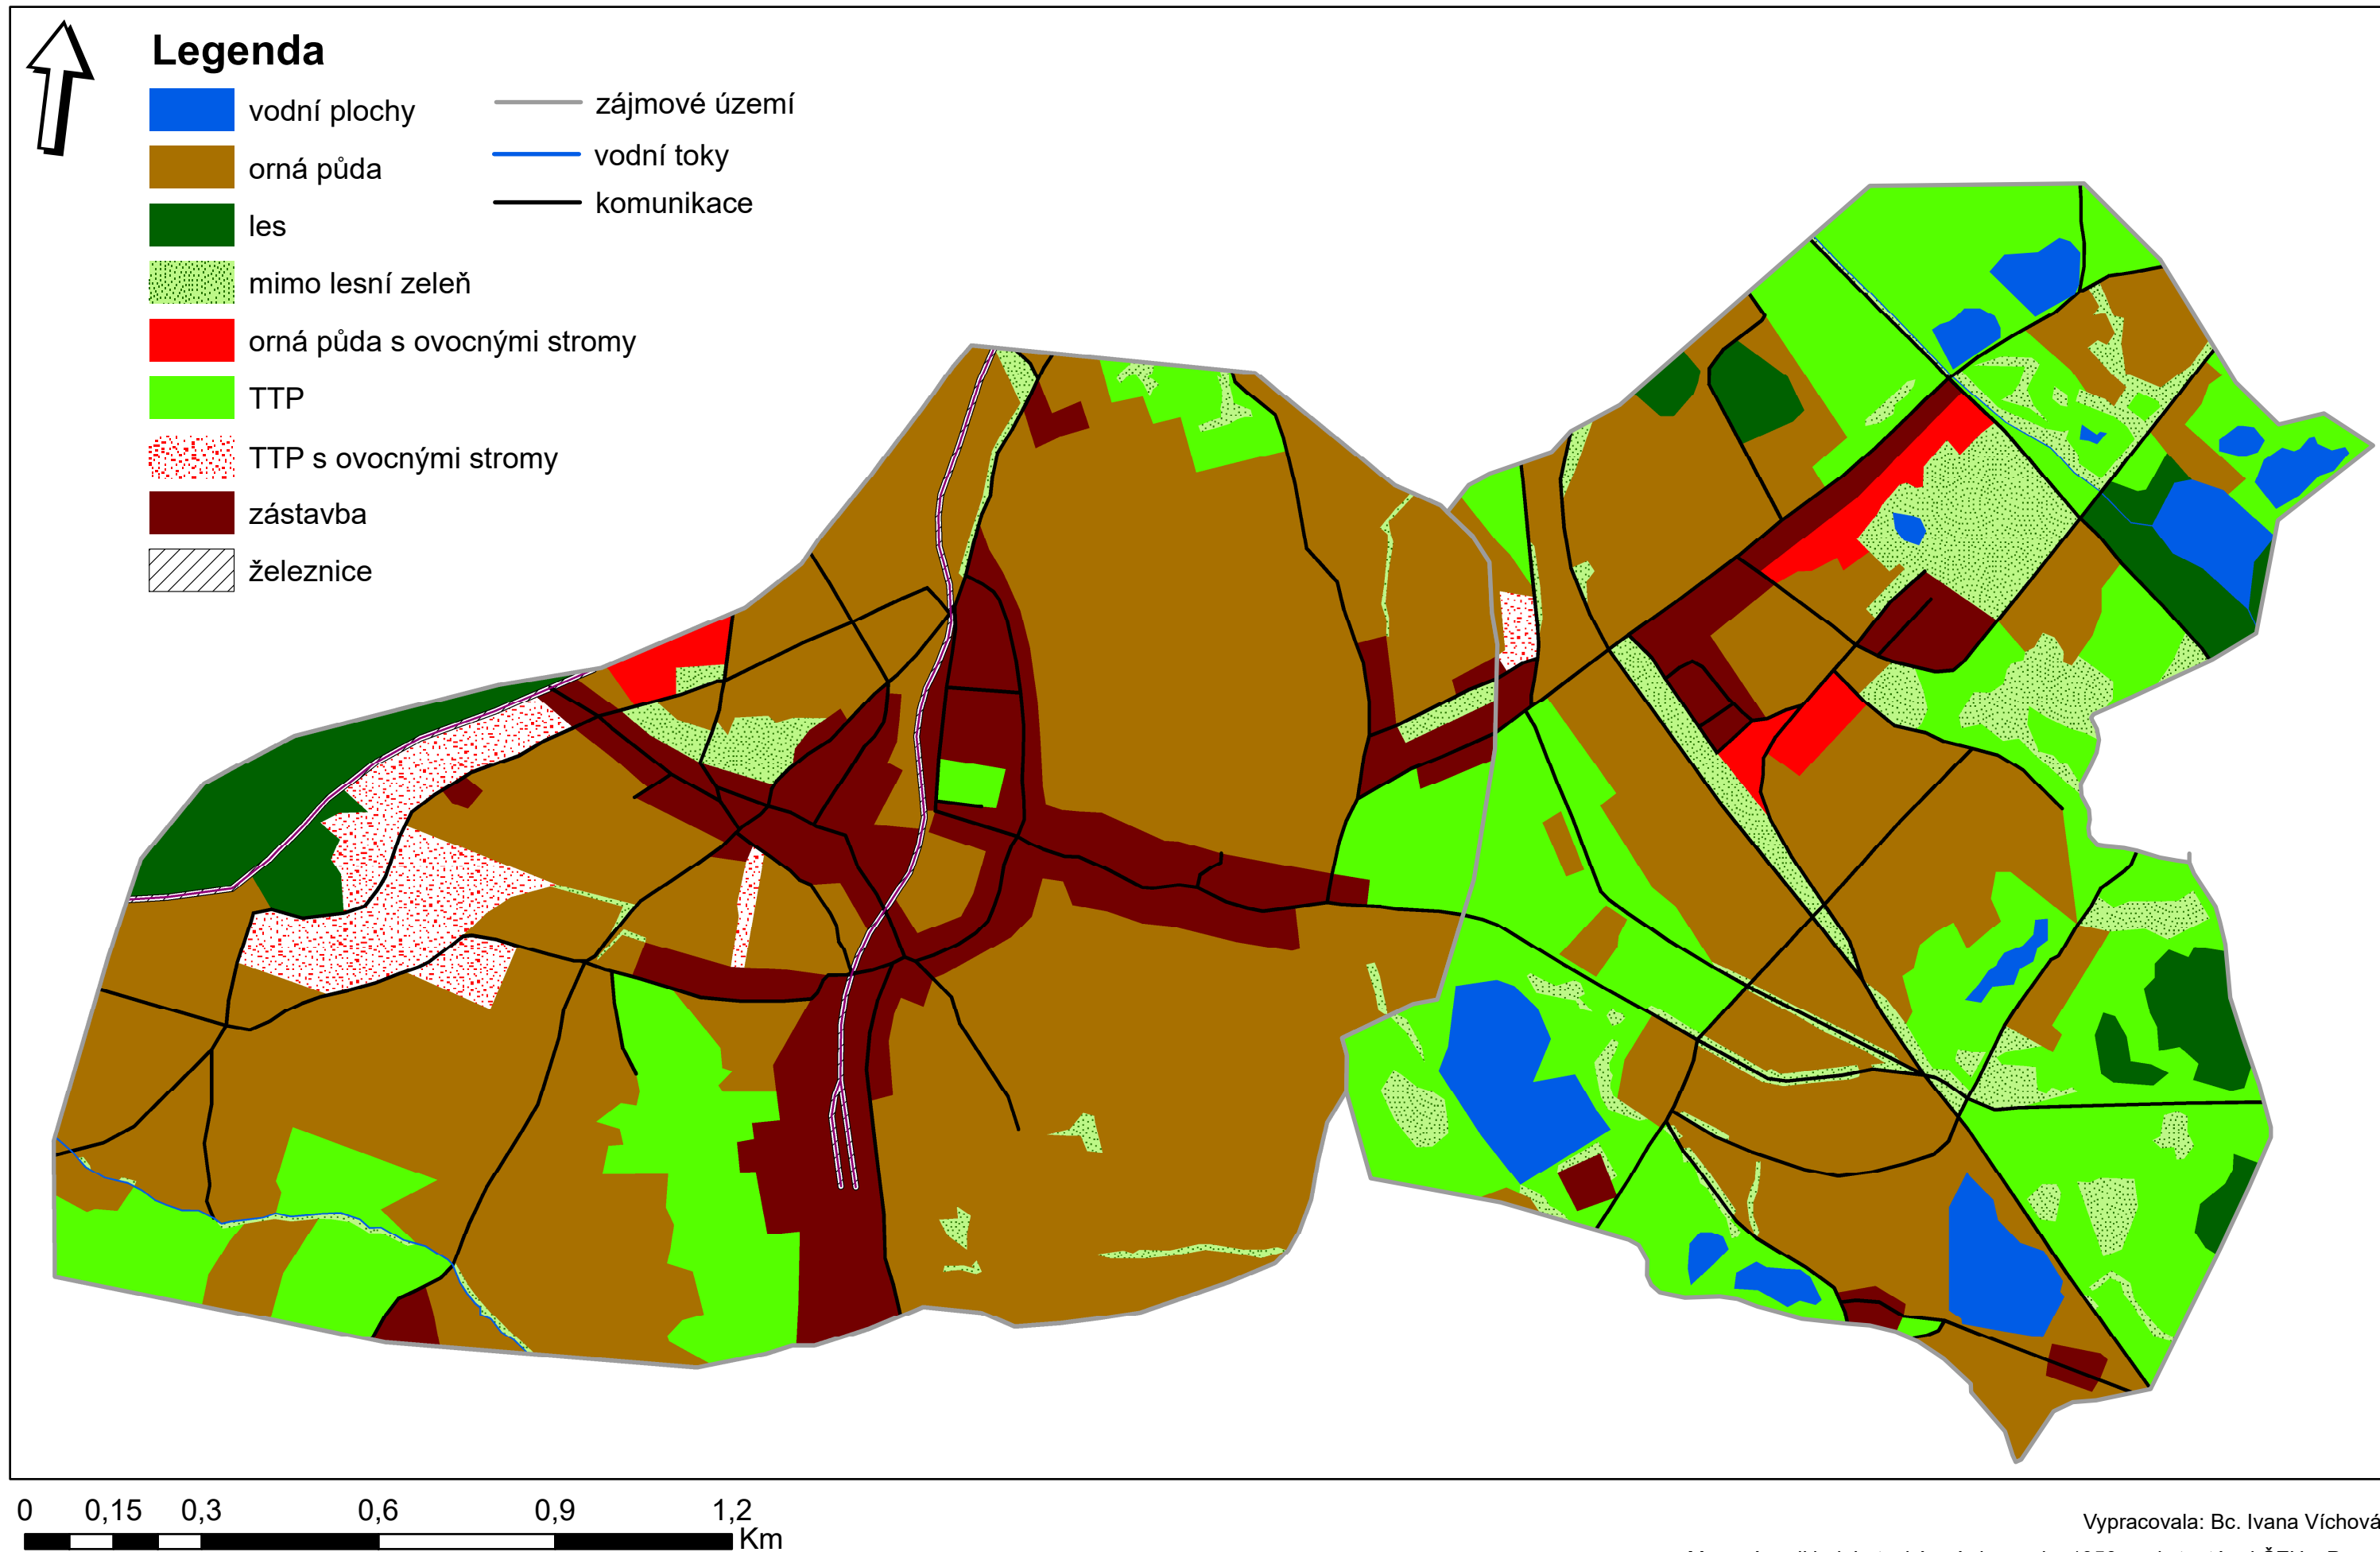 Legenda
vodní plochy
orná půda
les
mimo lesní zeleň
orná půda s ovocnými stromy
TTP
TTP s ovocnými stromy
zástavba
železnice
zájmové území
vodní toky
komunikace
0 0,15 0,3 0,6 0,9 1,2
Km
Vypracovala: Bc. Ivana Víchová